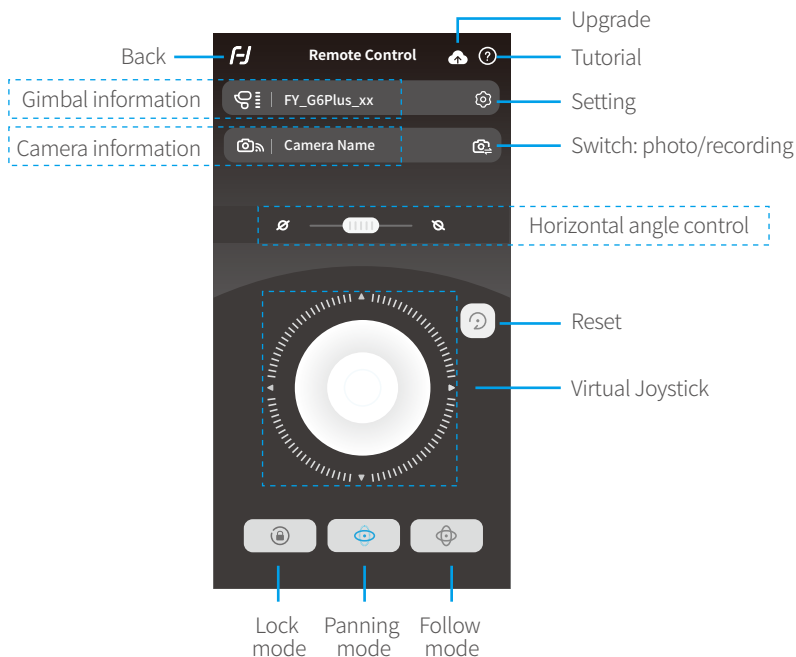 Upgrade
Back
Remote Control
?
Tutorial
Gimbal information
FY_G6Plus_xx
Setting
Camera information
Camera Name
Switch: photo/recording
Horizontal angle control
Reset
Virtual Joystick
Lock
mode
Panning
mode
Follow
mode